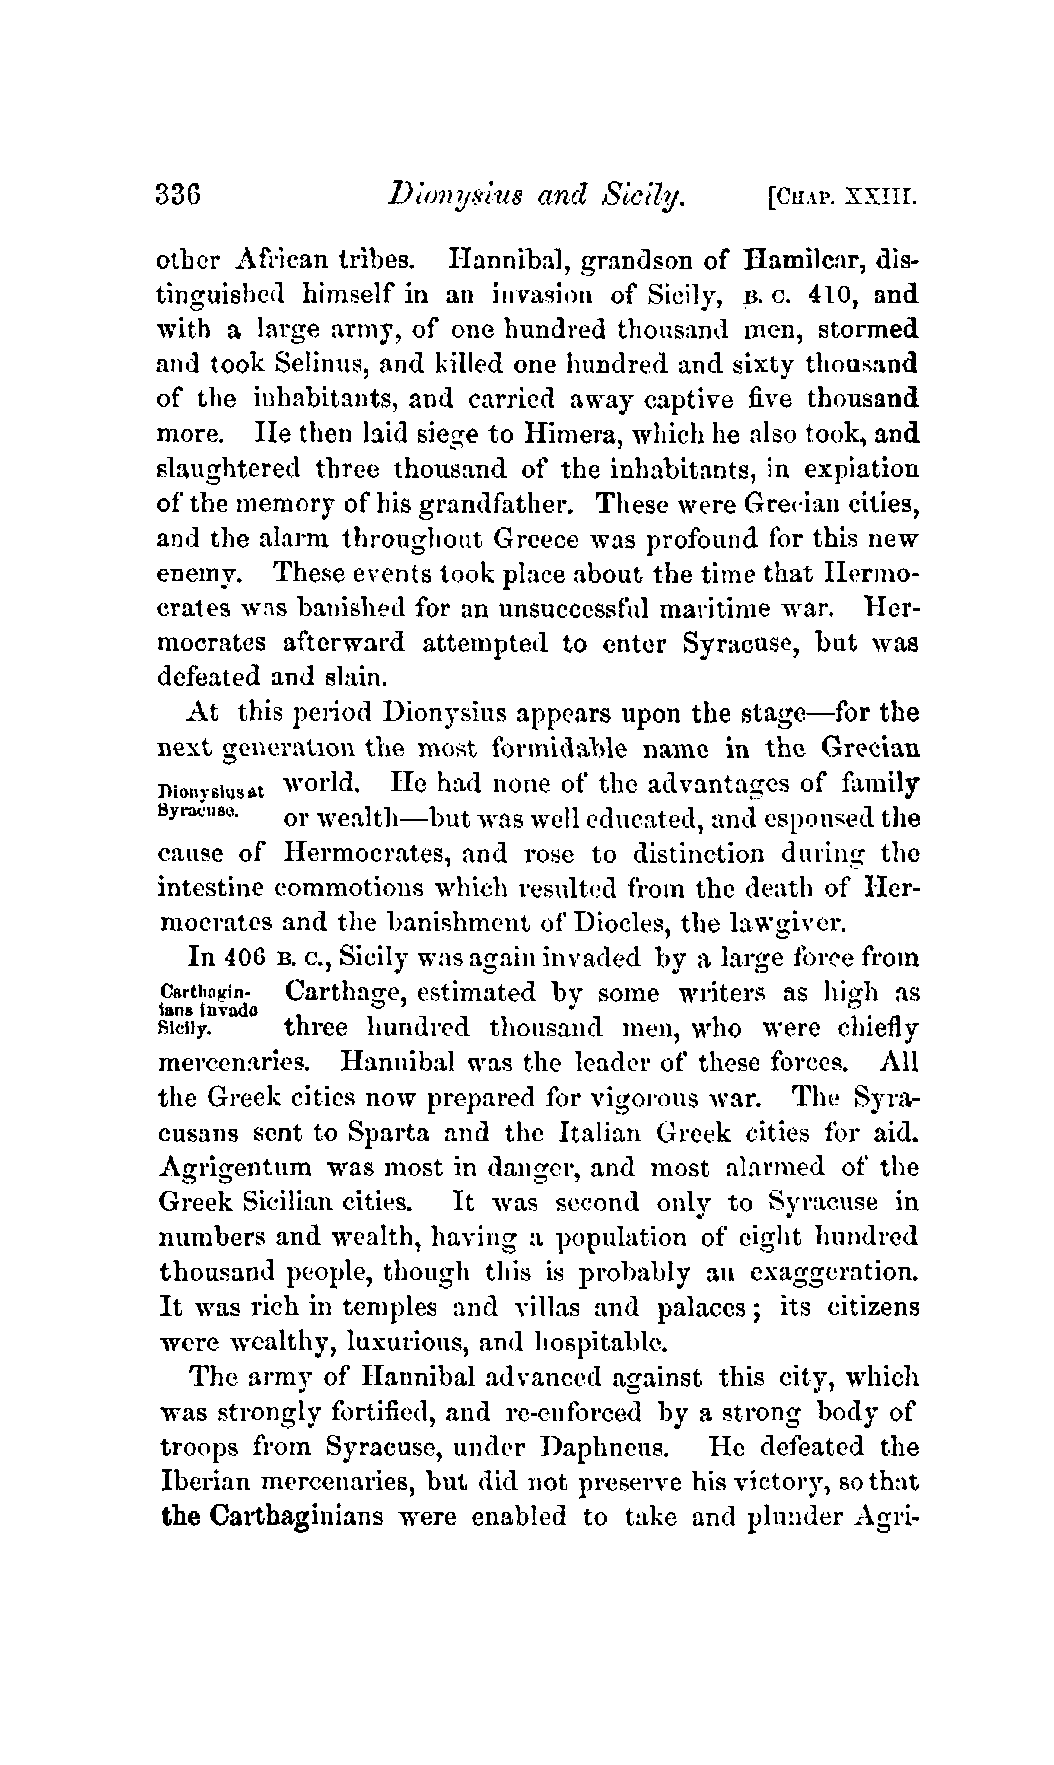 336 Dionysius and Sicily. [CHAP. XXIII.
other African tribes. Hannibal, grandson of Hamilcar, dis-
tinguished himself in an invasion of Sicily, B. C. 410, and
with a large army, of one hundred thousand men, stormed
and took Selinus, and killed one hundred and sixty thousand
of the inhabitants, and carried away captive five thousand
more. He then laid siege to Himera, which he also took, and
slaughtered three thousand of the inhabitants, in expiation
of the memory of his grandfather. These were Grecian cities,
and the alarm throughout Greece was profound for this new
enemy. These events took place about the time that Hermo-
crates was banished for an unsuccessful maritime war. Her-
mocrates afterward attempted to enter Syracuse, but was
defeated and slain.
At this period Dionysius appears upon the stage—for the
next generation the most formidable name in the Grecian
Dionysius at
Syracuse.
world. He had none of the advantages of family
or wealth—but was well educated, and espoused the
cause of Hermocrates, and rose to distinction during the
intestine commotions which resulted from the death of Her-
mocrates and the banishment of Diocles, the lawgiver.
In 406 B. C., Sicily was again invaded by a large force from
Carthagin-
ians invade
Sicily.
Carthage, estimated by some writers as high as
three hundred thousand men, who were chiefly
mercenaries. Hannibal was the leader of these forces. All
the Greek cities now prepared for vigorous war. The Syra-
cusans sent to Sparta and the Italian Greek cities for aid.
Agrigentum was most in danger, and most alarmed of the
Greek Sicilian cities. It was second only to Syracuse in
numbers and wealth, having a population of eight hundred
thousand people, though this is probably an exaggeration.
It was rich in temples and villas and palaces; its citizens
were wealthy, luxurious, and hospitable.
The army of Hannibal advanced against this city, which
was strongly fortified, and re-enforced by a strong body of
troops from Syracuse, under Daphneus. He defeated the
Iberian mercenaries, but did not preserve his victory, so that
the Carthaginians were enabled to take and plunder Agri-